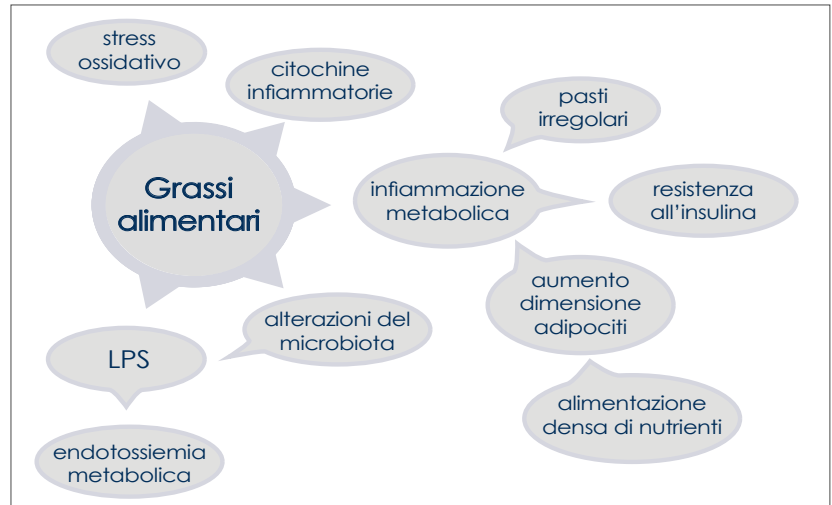 stress
ossidativo
citochine
infiammatorie
pasti
irregolari
Grassi
alimentari
infiammazione
metabolica
resistenza
all'insulina
aumento
dimensione
adipociti
alterazioni del
microbiota
LPS
alimentazione
densa di nutrienti
endotossiemia
metabolica